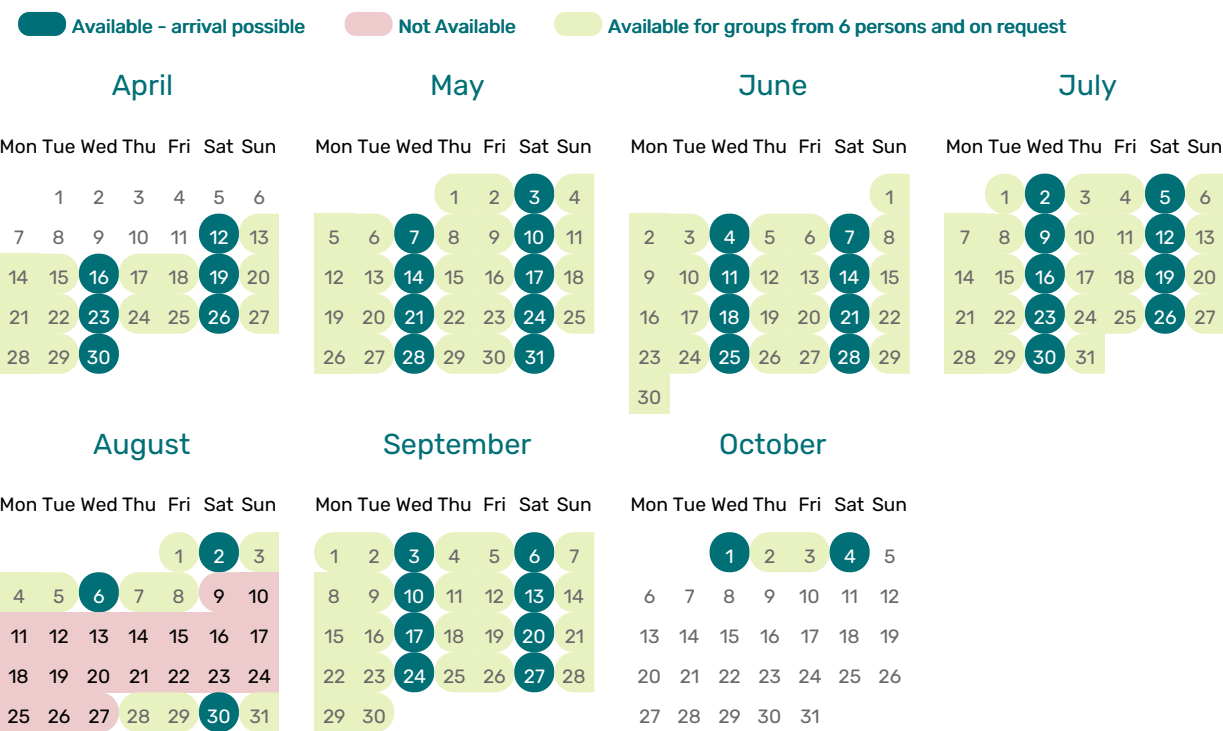 Available - arrival possible Not Available Available for groups from 6 persons and on request
April May June July
Mon Tue Wed Thu Fri Sat Sun Mon Tue Wed Thu Fri Sat Sun Mon Tue Wed Thu Fri Sat Sun Mon Tue Wed Thu Fri Sat Sun
1 2 3 4 5 6 1 2 3 4 1 1 2 3 4 5 6
7 8 9 10 11 12 13 5 6 7 8 9 10 11 2 3 4 5 6 7 8 7 8 9 10 11 12 13
14 15 16 17 18 19 20 12 13 14 15 16 17 18 9 10 11 12 13 14 15 14 15 16 17 18 19 20
21 22 23 24 25 26 27 19 20 21 22 23 24 25 16 17 18 19 20 21 22 21 22 23 24 25 26 27
28 29 30 26 27 28 29 30 31 23 24 25 26 27 28 29 28 29 30 31
30
August September October
Mon Tue Wed Thu Fri Sat Sun Mon Tue Wed Thu Fri Sat Sun Mon Tue Wed Thu Fri Sat Sun
1 2 3 1 2 3 4 5 6 7 1 2 3 4 5
4 5 6 7 8 9 10 8 9 10 11 12 13 14 6 7 8 9 10 11 12
11 12 13 14 15 16 17 15 16 17 18 19 20 21 13 14 15 16 17 18 19
18 19 20 21 22 23 24 22 23 24 25 26 27 28 20 21 22 23 24 25 26
25 26 27 28 29 30 31 29 30 27 28 29 30 31